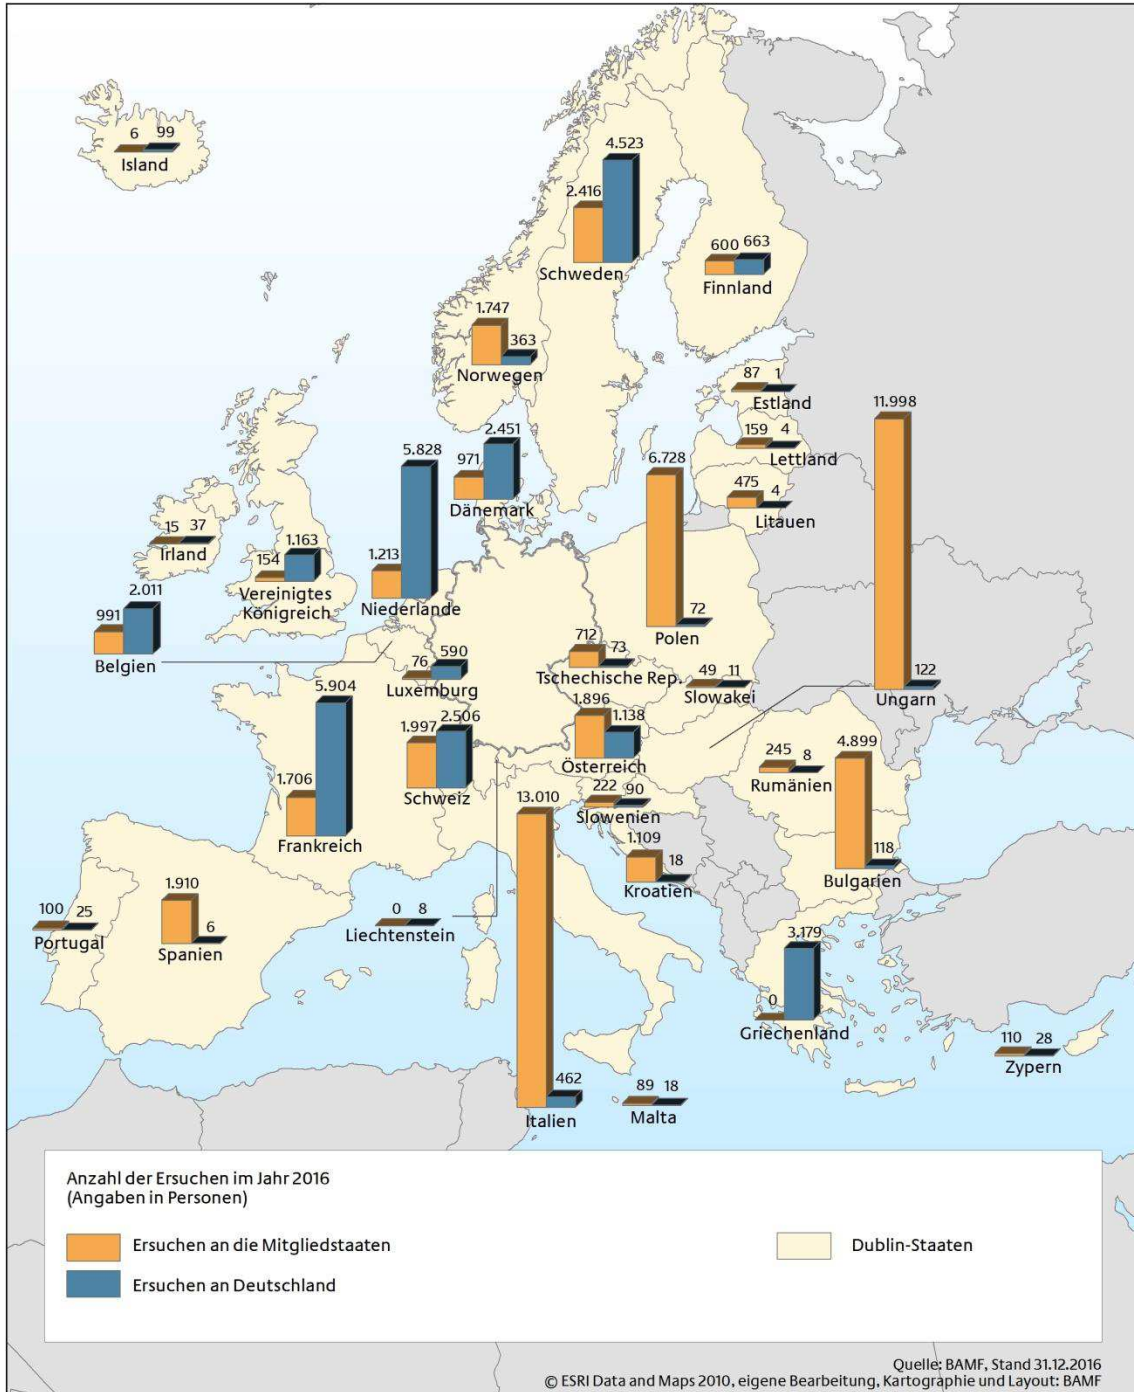 6 99
Island
4.523
2.416
Schweden
600 663
Finnland
1.747
363
Norwegen
87 1
Estland
11.998
159 4
Lettland
2.451
971
Dänemark
5.828
6.728
475 4
Litauen
15 37
Irland
1.163
154
Vereinigtes
Königreich
1.213
Niederlande
2.011
991
Belgien
72
Polen
712 73
Tschechische Rep.
590
76
Luxemburg
49 11
Slowakei
122
Ungarn
5.904
1.706
Frankreich
2.506
1.997
Schweiz
1.896
1.138
Österreich
4.899
245 8
Rumänien
118
Bulgarien
222 90
Slowenien
13.010
1.109
18
Kroatien
1.910
6
Spanien
100 25
Portugal
0 8
Liechtenstein
3.179
0
Griechenland
110 28
Zypern
462
Italien
89 18
Malta
Anzahl der Ersuchen im Jahr 2016
(Angaben in Personen)
Ersuchen an die Mitgliedstaaten
Dublin-Staaten
Ersuchen an Deutschland
Quelle: BAMF, Stand 31.12.2016
© ESRI Data and Maps 2010, eigene Bearbeitung, Kartographie und Layout: BAMF